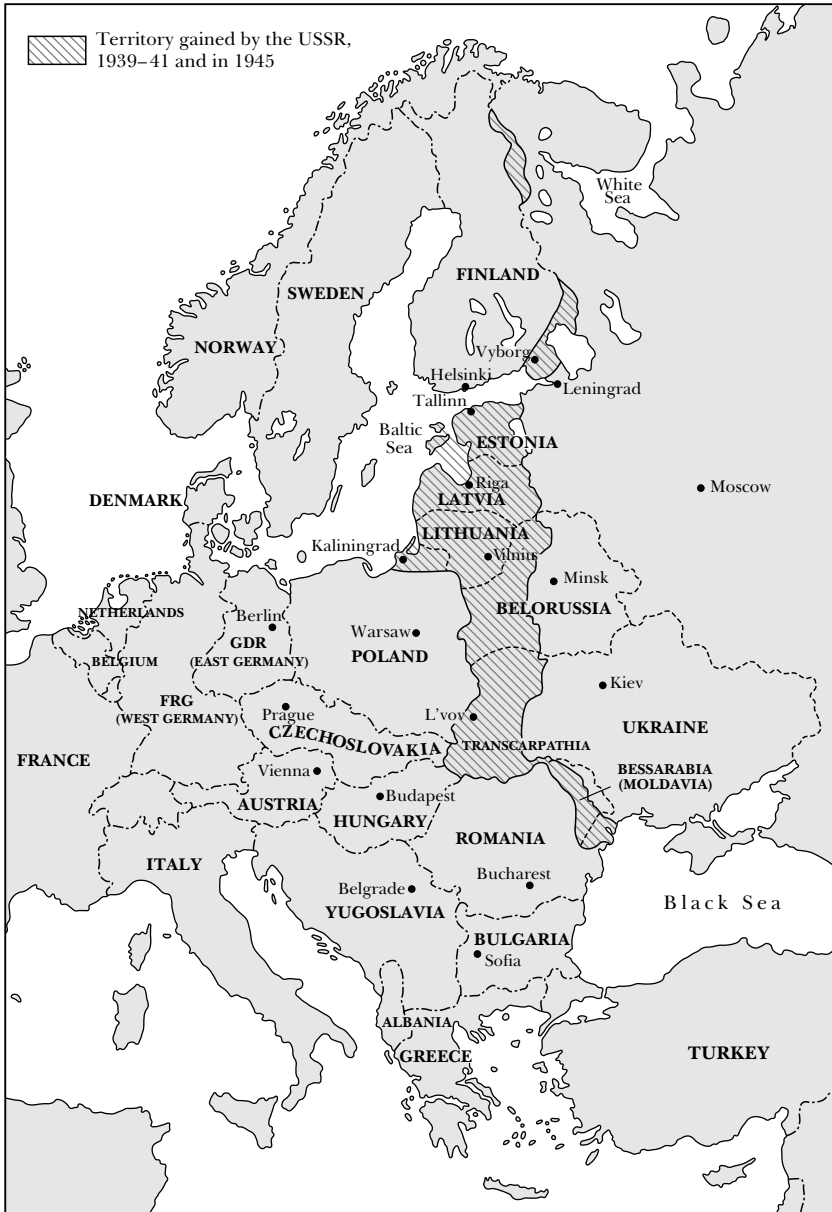 Territory gained by the USSR,
1939–41 and in 1945
White
Sea
FINLAND
SWEDEN
NORWAY
Vyborg
Helsinki
Leningrad
Tallinn
Baltic
Sea
ESTONIA
Riga
Moscow
DENMARK
LATVIA
LITHUANIA
Kaliningrad
Vilnius
Minsk
BELORUSSIA
NETHERLANDS
Berlin
GDR
(EAST GERMANY)
Warsaw
POLAND
BELGIUM
FRG
(WEST GERMANY)
Kiev
Prague
L'vov
UKRAINE
CZECHOSLOVAKIA
TRANSCARPATHIA
FRANCE
Vienna
BESSARABIA
(MOLDAVIA)
AUSTRIA
Budapest
HUNGARY
ROMANIA
ITALY
Bucharest
Belgrade
YUGOSLAVIA
Black Sea
BULGARIA
Sofia
ALBANIA
GREECE
TURKEY